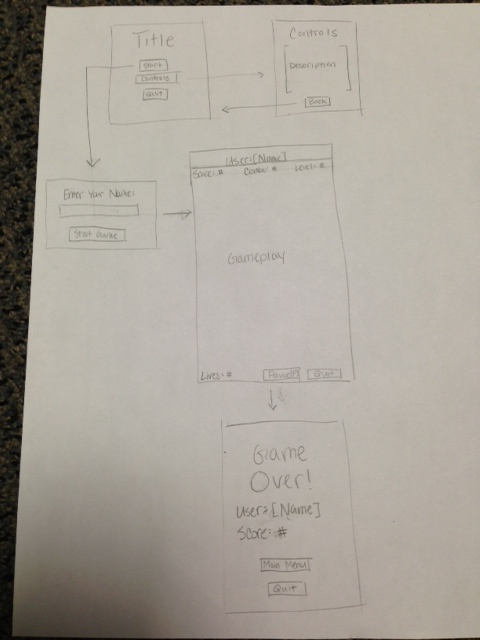 Title
Start
Controls
Quit
Controls
Description
Back
Enter Your Name:
Start Game
User:[Name]
Score:#
Combo: #
Level: #
Gameplay
Lives: #
Quit
Game
Over!
User:[Name]
Score: #
Main Menu
Quit